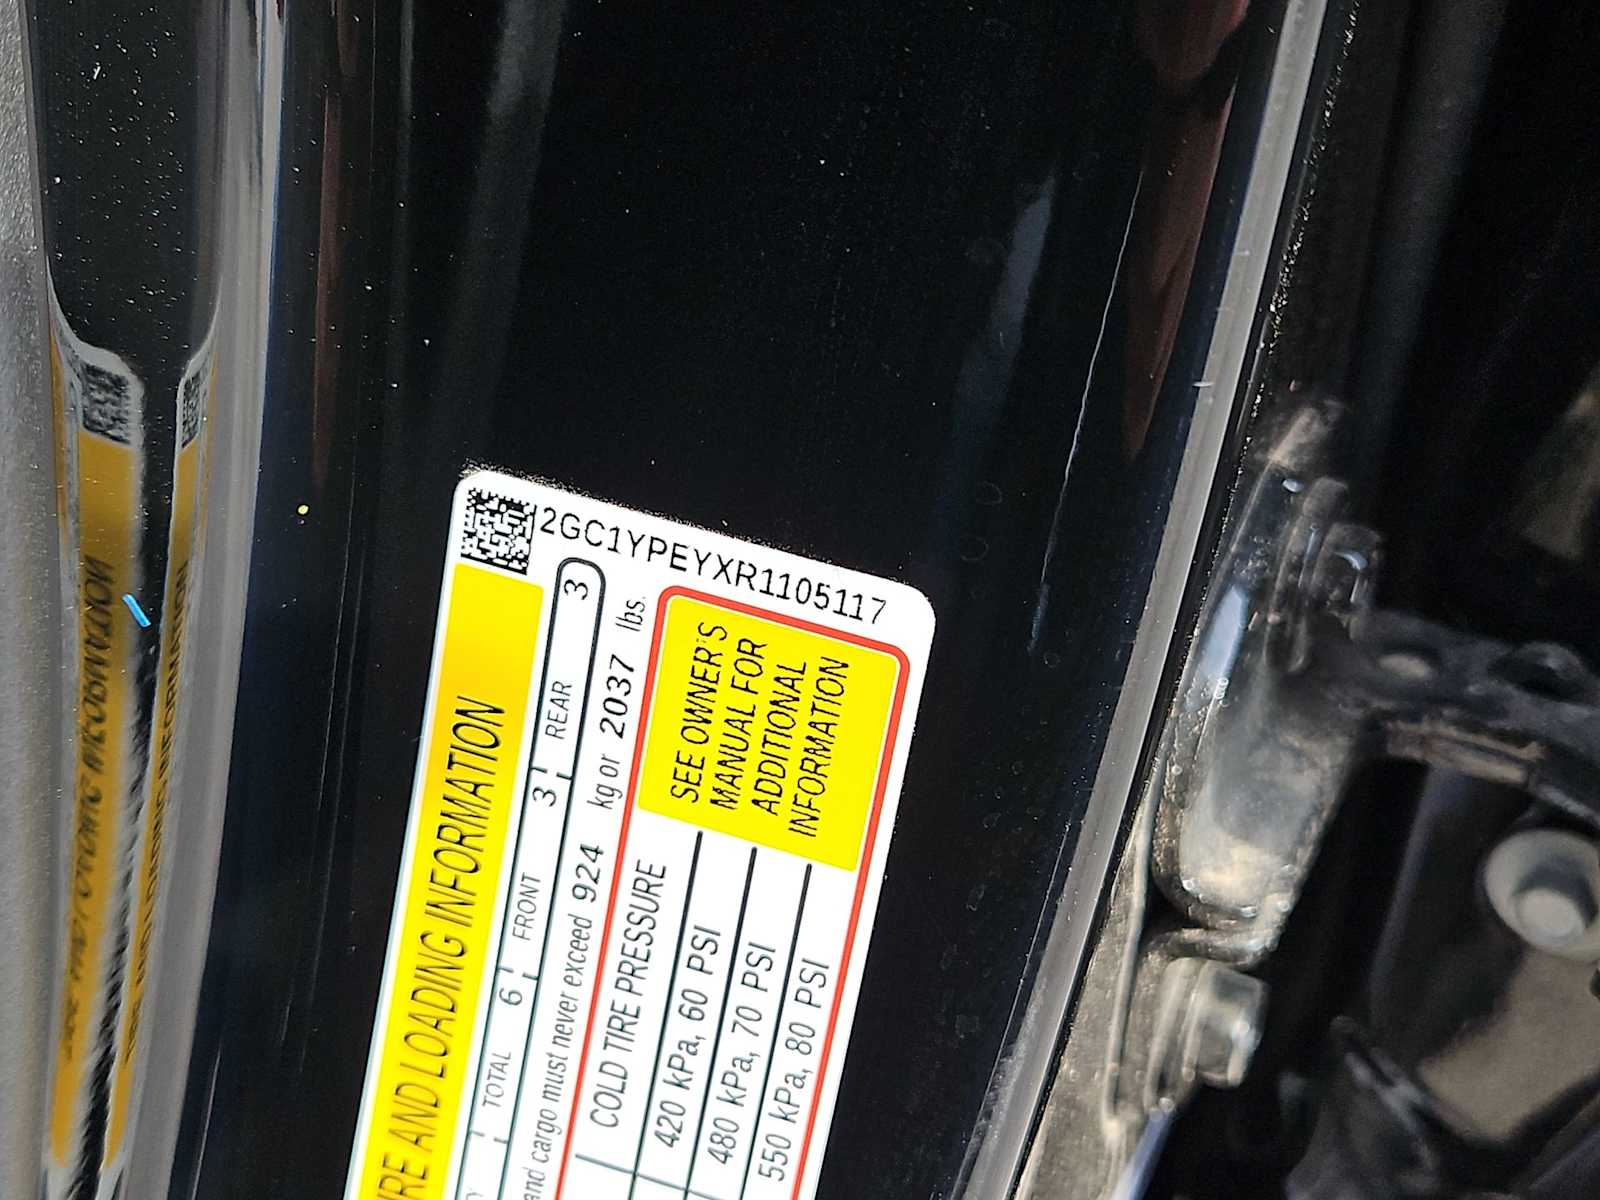 2GC1YPEYXR1105117
RE AND LOADING INFORMATION
TOTAL 6 FRONT 3 REAR 3
and cargo must never exceed 924 kg or 2037 lbs.
COLD TIRE PRESSURE
420 kPa, 60 PSI
480 kPa, 70 PSI
550 kPa, 80 PSI
SEE OWNER'S
MANUAL FOR
ADDITIONAL
INFORMATION